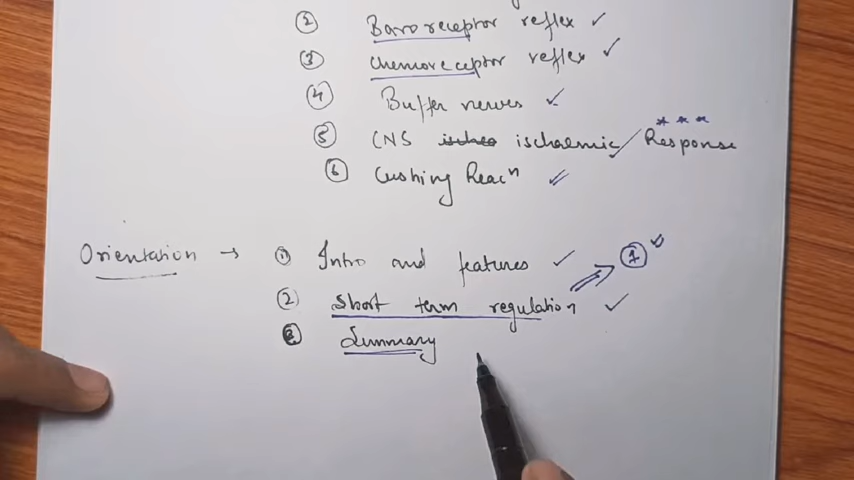 ② Baroreceptor reflex ✓
③ chemoreceptor reflex ✓
④ Buffer nerves ✓
⑤ CNS ischaemic ✓ Response ***
⑥ Cushing Reacⁿ ✓
Orientation → ① Intro and features ✓
② Short term regulation ✓ ⇒ ①
③ Summary